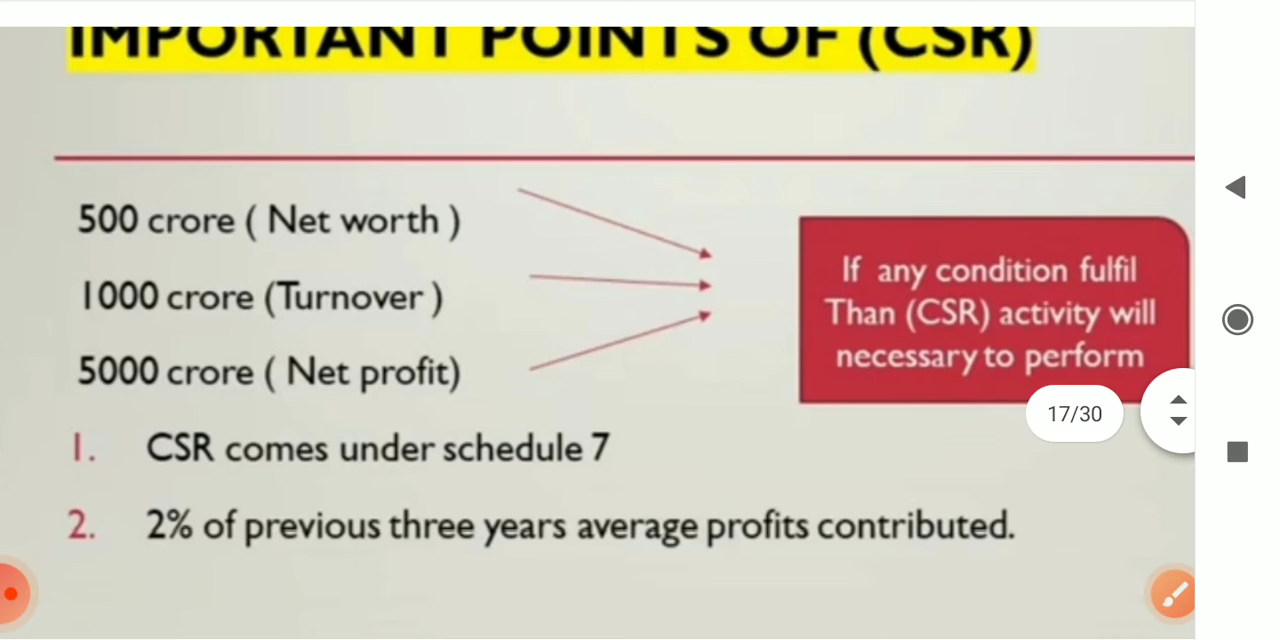 IMPORTANT POINTS OF (CSR)
500 crore ( Net worth )
1000 crore (Turnover )
5000 crore ( Net profit)
If any condition fulfil
Than (CSR) activity will
necessary to perform
17/30
1. CSR comes under schedule 7
2. 2% of previous three years average profits contributed.